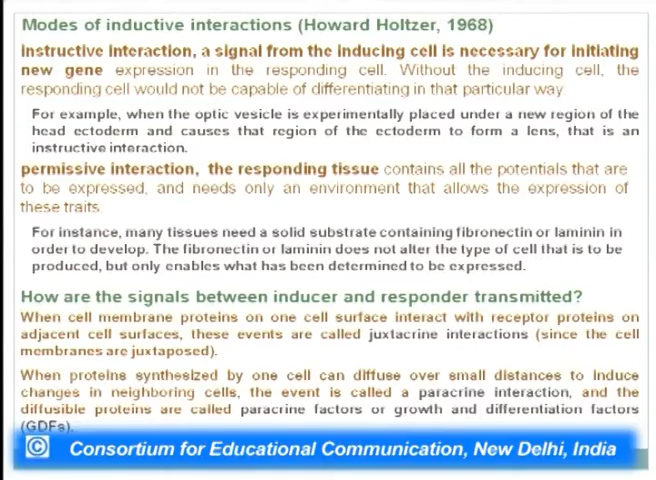 Modes of inductive interactions (Howard Holtzer, 1968)
instructive interaction, a signal from the inducing cell is necessary for initiating
new gene expression in the responding cell. Without the inducing cell, the
responding cell would not be capable of differentiating in that particular way.
For example, when the optic vesicle is experimentally placed under a new region of the
head ectoderm and causes that region of the ectoderm to form a lens, that is an
instructive interaction.
permissive interaction, the responding tissue contains all the potentials that are
to be expressed, and needs only an environment that allows the expression of
these traits.
For instance, many tissues need a solid substrate containing fibronectin or laminin in
order to develop. The fibronectin or laminin does not alter the type of cell that is to be
produced, but only enables what has been determined to be expressed.
How are the signals between inducer and responder transmitted?
When cell membrane proteins on one cell surface interact with receptor proteins on
adjacent cell surfaces, these events are called juxtacrine interactions (since the cell
membranes are juxtaposed).
When proteins synthesized by one cell can diffuse over small distances to induce
changes in neighboring cells, the event is called a paracrine interaction, and the
diffusible proteins are called paracrine factors or growth and differentiation factors
(GDFs).
© Consortium for Educational Communication, New Delhi, India